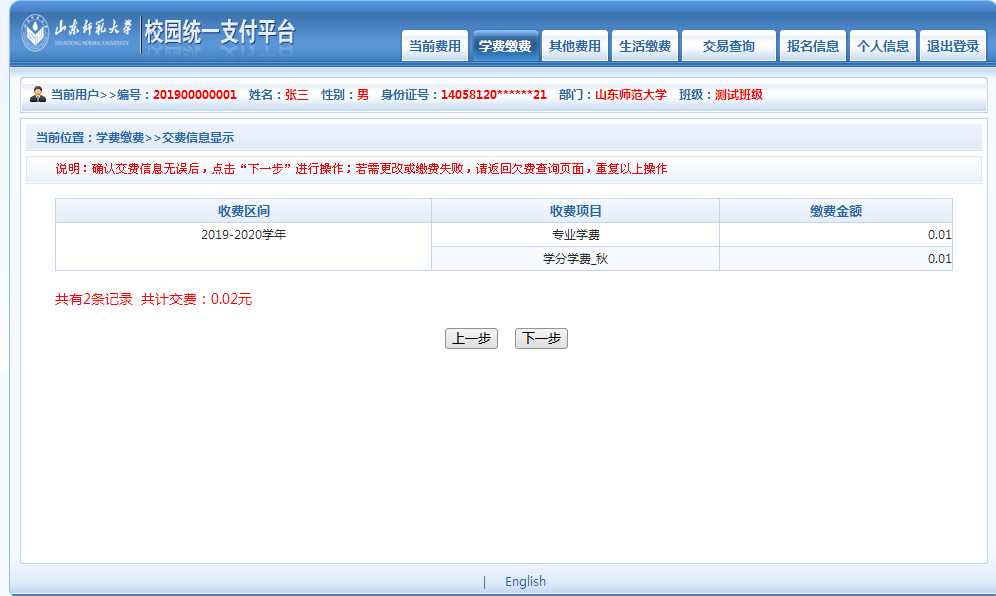 山东师范大学 校园统一支付平台
SHANDONG NORMAL UNIVERSITY
当前费用 学费缴费 其他费用 生活缴费 交易查询 报名信息 个人信息 退出登录
当前用户>>编号：201900000001 姓名：张三 性别：男 身份证号：14058120******21 部门：山东师范大学 班级：测试班级
当前位置：学费缴费>>交费信息显示
说明：确认交费信息无误后，点击“下一步”进行操作；若需更改或缴费失败，请返回欠费查询页面，重复以上操作
收费区间 收费项目 缴费金额
2019-2020学年 专业学费 0.01
学分学费_秋 0.01
共有2条记录 共计交费：0.02元
上一步 下一步
| English